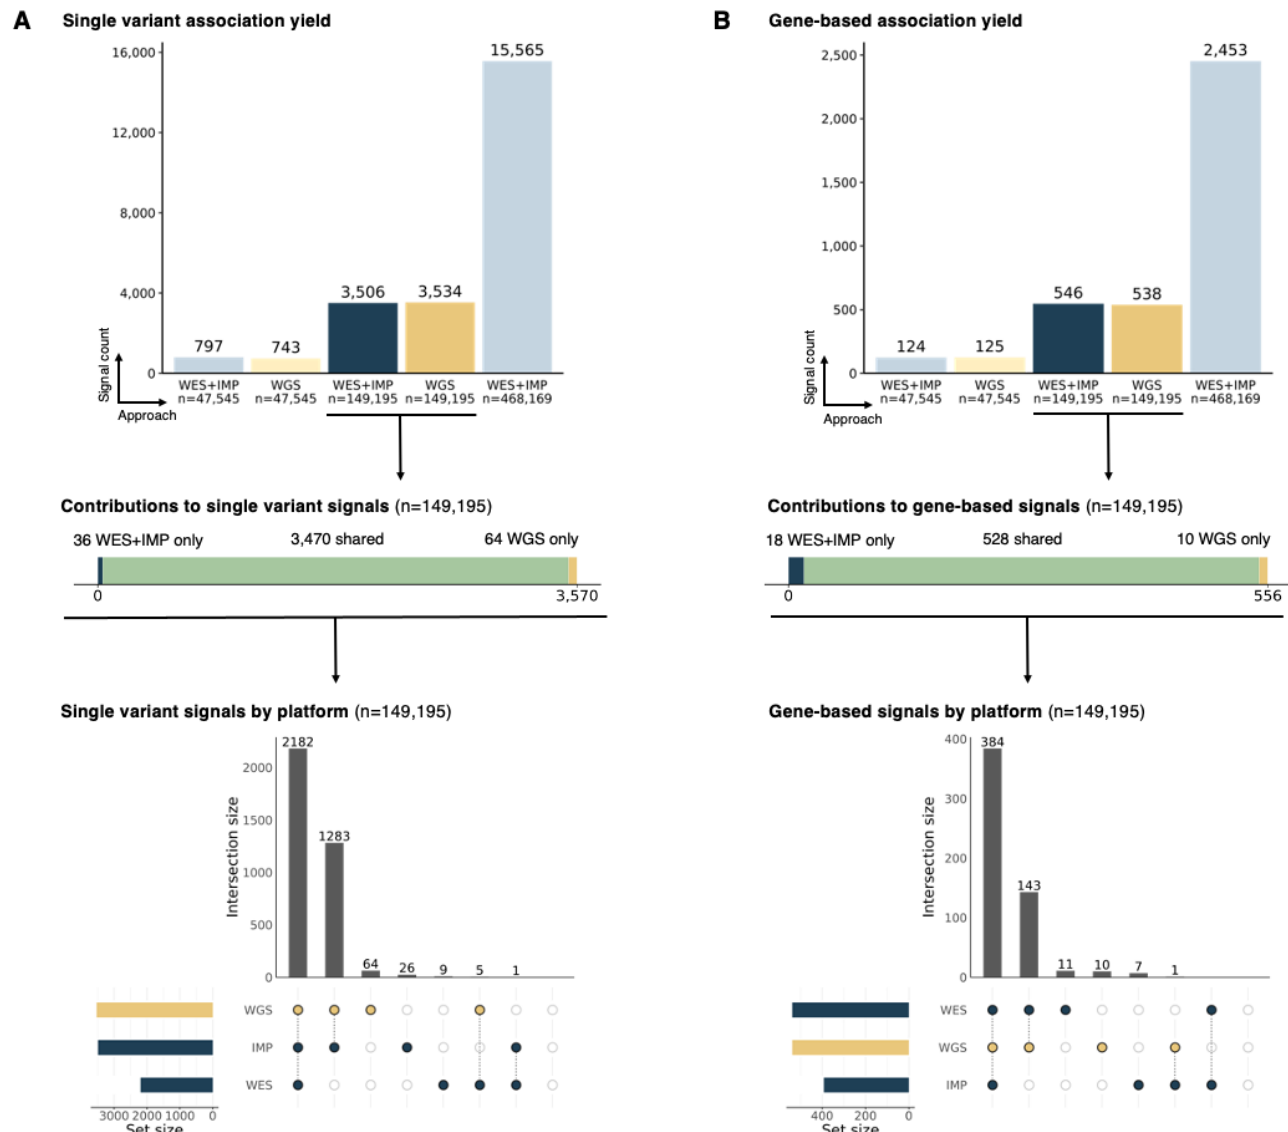 A
Single variant association yield
16,000
12,000
8,000
4,000
0
15,565
3,506
3,534
797
743
Signal count
Approach
WES+IMP
n=47,545
WGS
n=47,545
WES+IMP
n=149,195
WGS
n=149,195
WES+IMP
n=468,169
Contributions to single variant signals (n=149,195)
36 WES+IMP only
3,470 shared
64 WGS only
0
3,570
Single variant signals by platform (n=149,195)
Intersection size
2000
1500
1000
500
0
2182
1283
64
26
9
5
1
WGS
IMP
WES
3000
2000
1000
0
Set size
B
Gene-based association yield
2,500
2,000
1,500
1,000
500
0
2,453
546
538
124
125
Signal count
Approach
WES+IMP
n=47,545
WGS
n=47,545
WES+IMP
n=149,195
WGS
n=149,195
WES+IMP
n=468,169
Contributions to gene-based signals (n=149,195)
18 WES+IMP only
528 shared
10 WGS only
0
556
Gene-based signals by platform (n=149,195)
Intersection size
400
300
200
100
0
384
143
11
10
7
1
WES
WGS
IMP
400
200
0
Set size